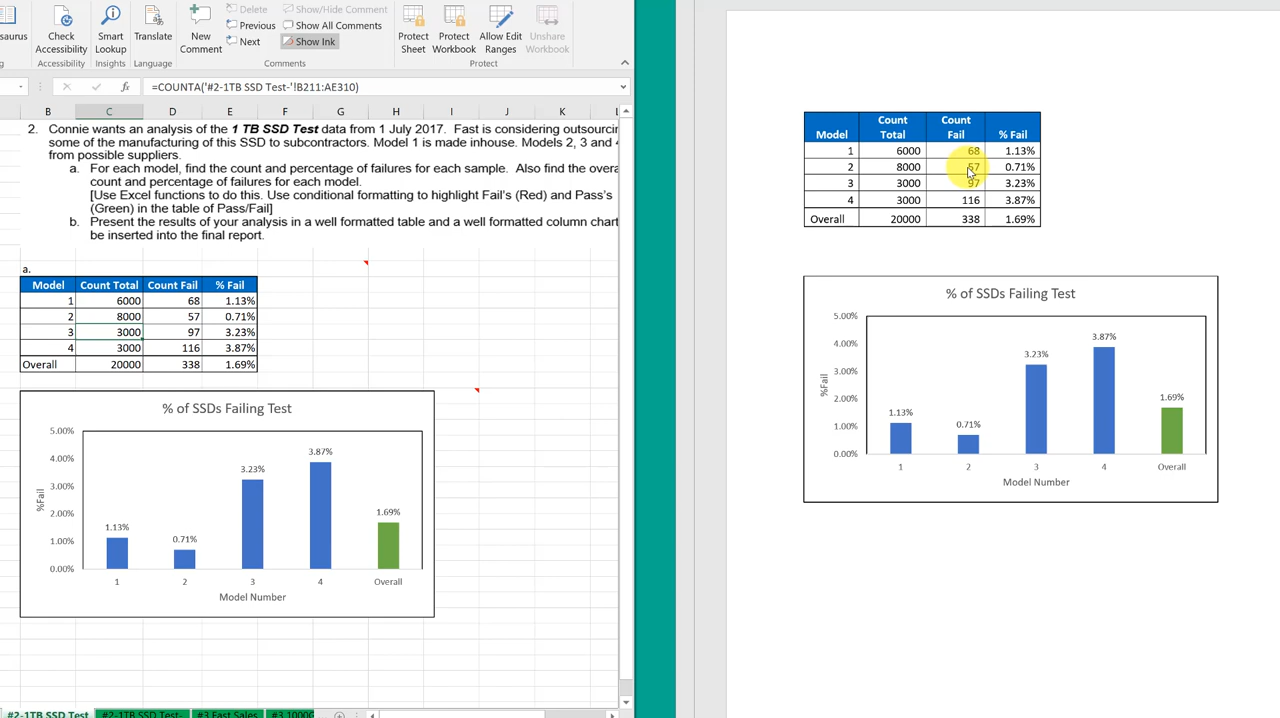 Delete
Show/Hide Comment
Previous
Show All Comments
Next
Show Ink
Check Accessibility
Smart Lookup
Translate
New Comment
Protect Sheet
Protect Workbook
Allow Edit Ranges
Unshare Workbook
Accessibility
Insights
Language
Comments
Protect
fx
=COUNTA('#2-1TB SSD Test-'!B211:AE310)
B C D E F G H I J K
2. Connie wants an analysis of the 1 TB SSD Test data from 1 July 2017. Fast is considering
some of the manufacturing of this SSD to subcontractors. Model 1 is made inhouse. Models 2, 3 and
from possible suppliers.
a. For each model, find the count and percentage of failures for each sample. Also find the
count and percentage of failures for each model.
[Use Excel functions to do this. Use conditional formatting to highlight Fail's (Red) and Pass's
(Green) in the table of Pass/Fail]
b. Present the results of your analysis in a well formatted table and a well formatted column
be inserted into the final report.
a.
Model Count Total Count Fail % Fail
1 6000 68 1.13%
2 8000 57 0.71%
3 3000 97 3.23%
4 3000 116 3.87%
Overall 20000 338 1.69%
% of SSDs Failing Test
5.00%
4.00%
3.00%
2.00%
1.00%
0.00%
%Fail
1.13%
0.71%
3.23%
3.87%
1.69%
1 2 3 4 Overall
Model Number
#2-1TB SSD Test
#2-1TB SSD Test-
#3 Fast Sales
#3 1000G
Model Count Total Count Fail % Fail
1 6000 68 1.13%
2 8000 57 0.71%
3 3000 97 3.23%
4 3000 116 3.87%
Overall 20000 338 1.69%
% of SSDs Failing Test
5.00%
4.00%
3.00%
2.00%
1.00%
0.00%
%Fail
1.13%
0.71%
3.23%
3.87%
1.69%
1 2 3 4 Overall
Model Number